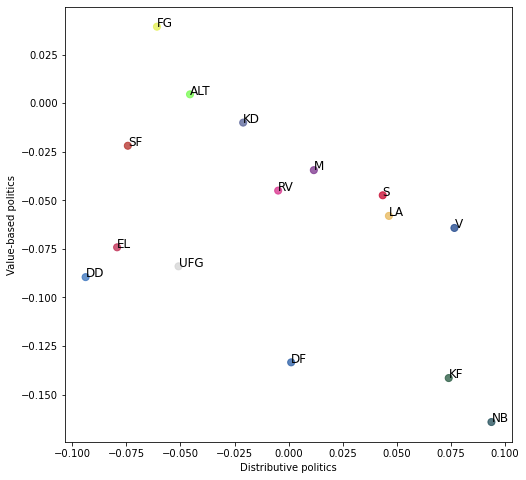 FG
0.025
ALT
0.000
KD
SF
−0.025
M
RV
S
−0.050
LA
V
EL
−0.075
UFG
DD
−0.100
−0.125
DF
KF
−0.150
NB
Value-based politics
−0.100 −0.075 −0.050 −0.025 0.000 0.025 0.050 0.075 0.100
Distributive politics